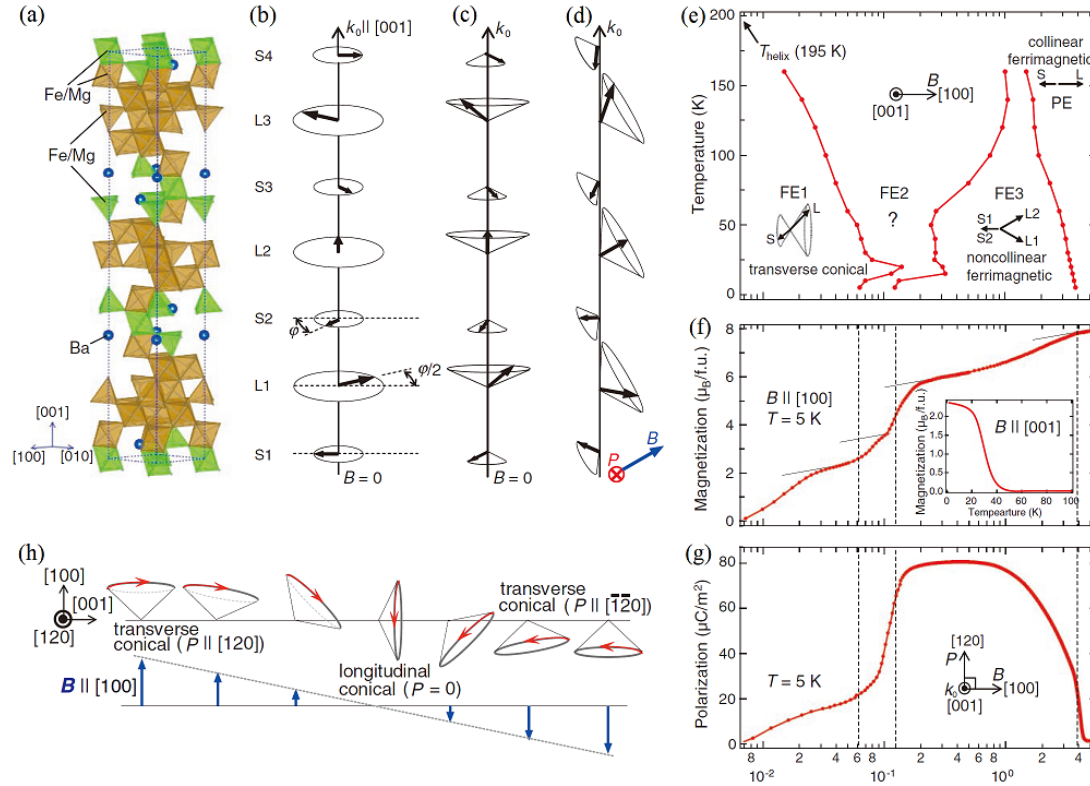 (a)
Fe/Mg
Fe/Mg
Ba
[001]
[100]
[010]
(b)
k₀|| [001]
S4
L3
S3
L2
S2
φ
L1
φ/2
S1
B = 0
(c)
k₀
B = 0
(d)
k₀
B
P
(e)
T_helix (195 K)
collinear
ferrimagnetic
S L
PE
B
[100]
[001]
FE1
L
S
transverse conical
FE2
?
FE3
S1
S2
L2
L1
noncollinear
ferrimagnetic
Temperature (K)
200
150
100
50
0
(f)
Magnetization (μB/f.u.)
8
6
4
2
0
B || [100]
T = 5 K
Magnetization (μB/f.u.)
2.0
1.5
1.0
0.5
0.0
B || [001]
0 20 40 60 80 100
Tempearture (K)
(g)
Polarization (μC/m²)
80
60
40
20
0
T = 5 K
[120]
P
B
k₀
[100]
[001]
8 2 4 6 8 2 4 6 8 2 4
10⁻² 10⁻¹ 10⁰
(h)
[100]
[001]
[120]
transverse
conical (P || [120])
longitudinal
conical (P = 0)
transverse
conical (P || [1̄2̄0])
B || [100]